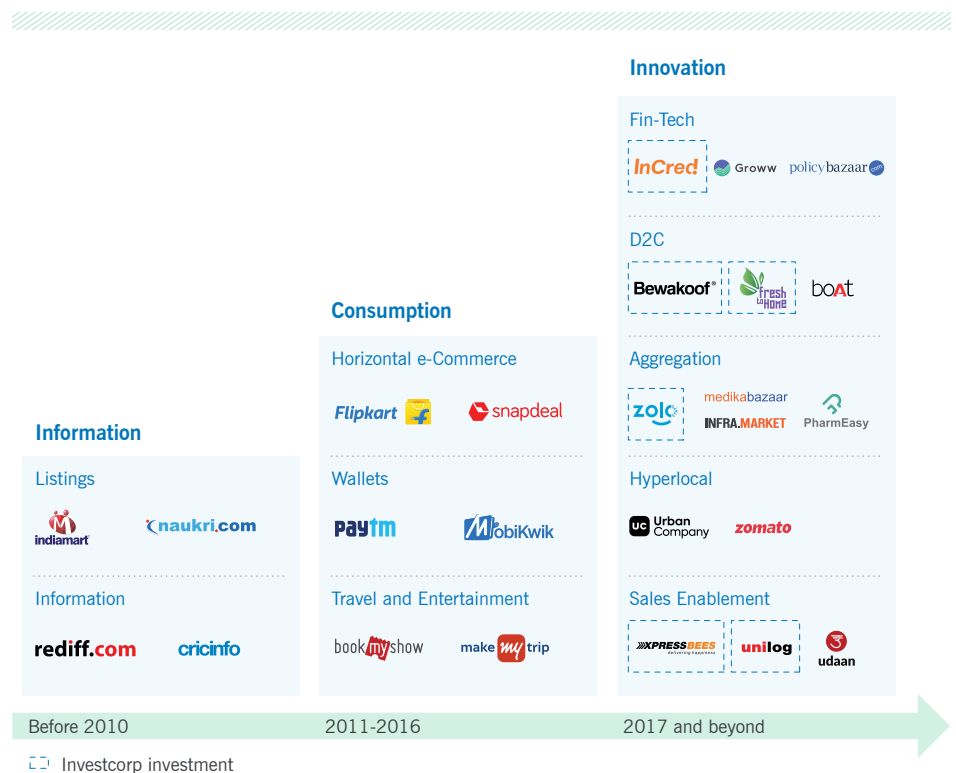 Innovation
Fin-Tech
InCred!
Groww
policybazaar.com
D2C
Bewakoof®
fresh
to HOME
boAt
Aggregation
zolo
medikabazaar
INFRA.MARKET
PharmEasy
Hyperlocal
UC Urban
Company
zomato
Sales Enablement
XPRESSBEES
delivering happiness
unilog
udaan
Consumption
Horizontal e-Commerce
Flipkart f
snapdeal
Wallets
paytm
MobiKwik
Travel and Entertainment
bookmyshow
make my trip
Information
Listings
M
indiamart
naukri.com
Information
rediff.com
cricinfo
Before 2010
2011-2016
2017 and beyond
Investcorp investment